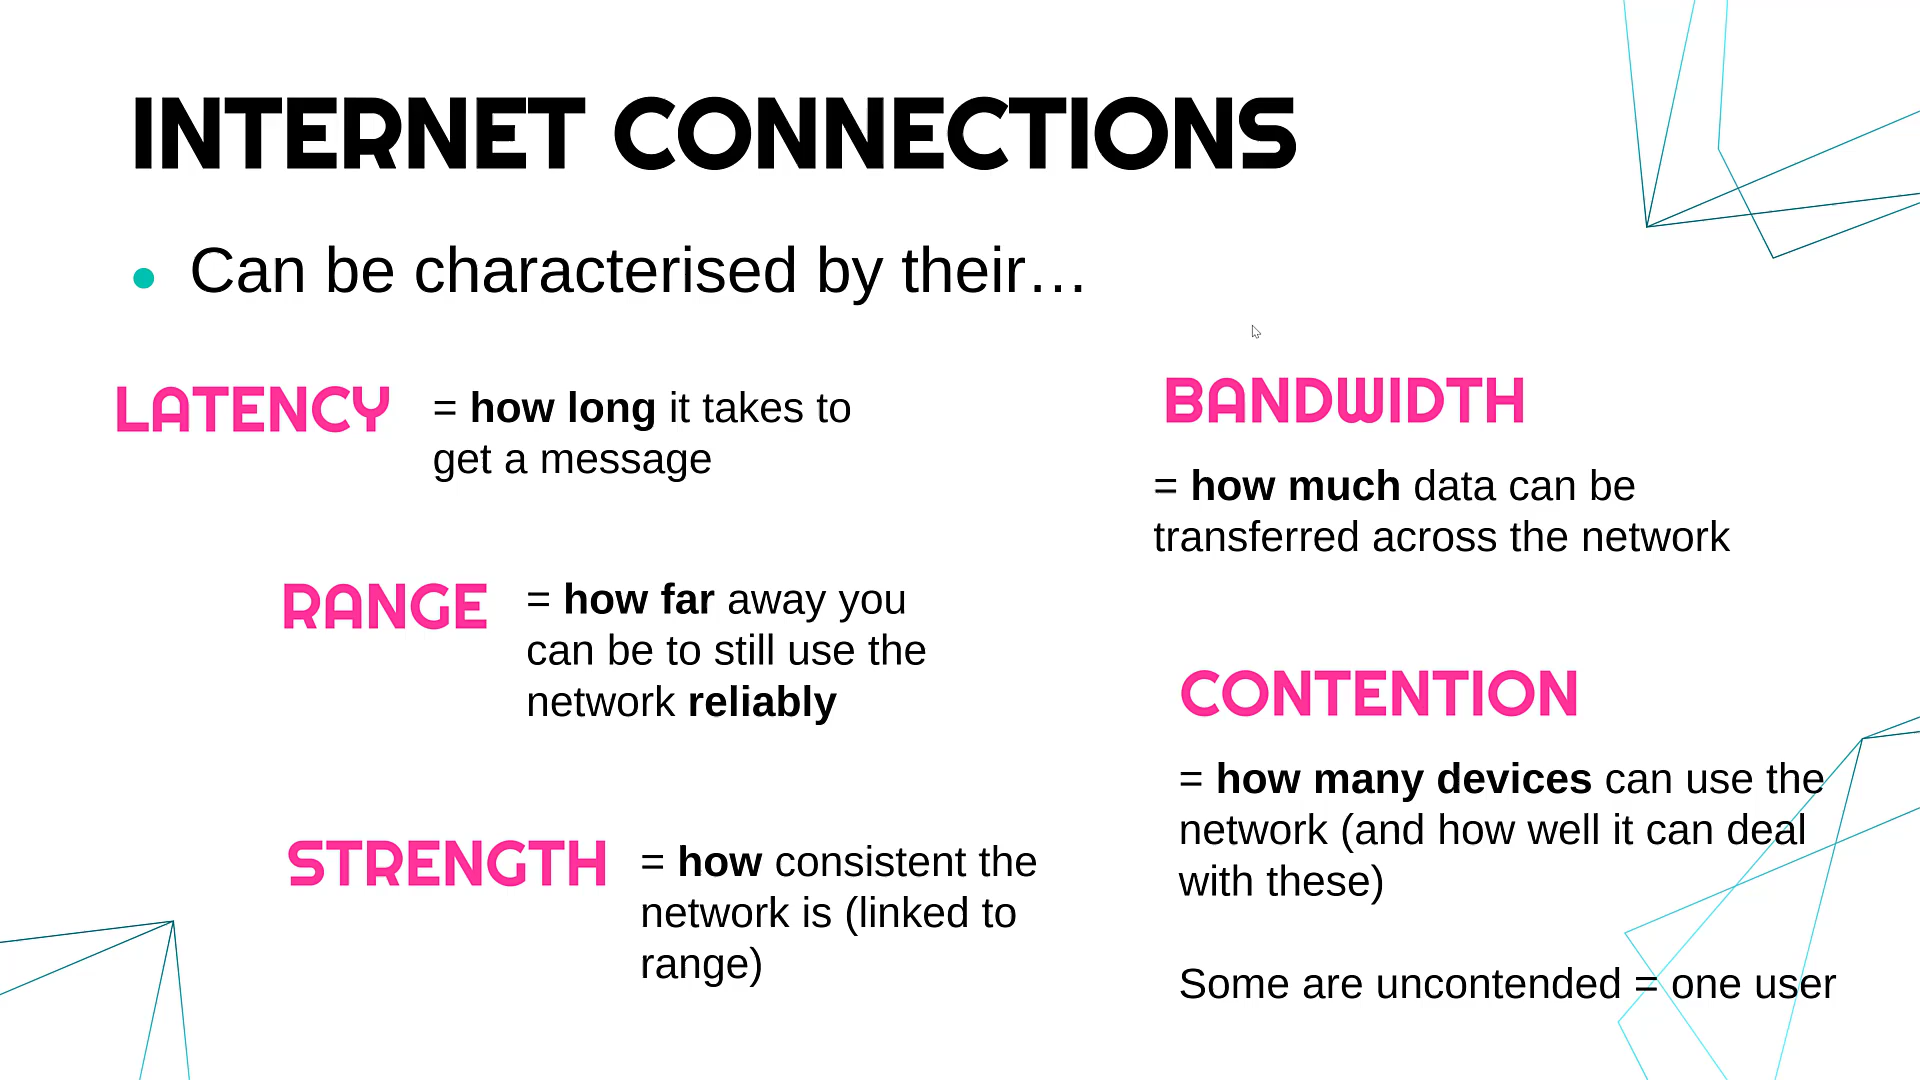 INTERNET CONNECTIONS
• Can be characterised by their…
LATENCY
= how long it takes to
get a message
RANGE
= how far away you
can be to still use the
network reliably
STRENGTH
= how consistent the
network is (linked to
range)
BANDWIDTH
= how much data can be
transferred across the network
CONTENTION
= how many devices can use the
network (and how well it can deal
with these)
Some are uncontended = one user